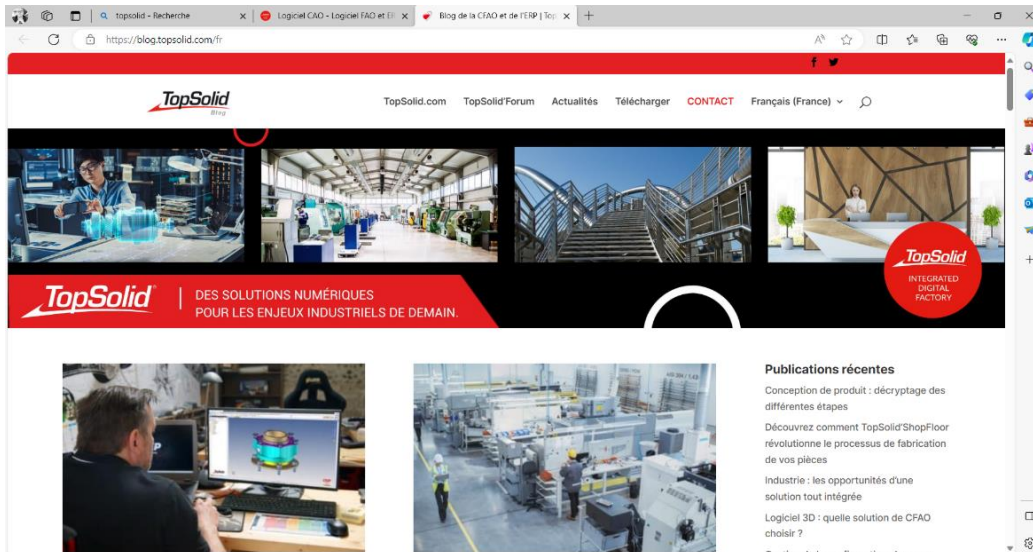 topsolid - Recherche
Logiciel CAO - Logiciel FAO et ER
Blog de la CFAO et de l'ERP | Top
https://blog.topsolid.com/fr
TopSolid
Blog
TopSolid.com
TopSolid'Forum
Actualités
Télécharger
CONTACT
Français (France)
TopSolid
DES SOLUTIONS NUMÉRIQUES
POUR LES ENJEUX INDUSTRIELS DE DEMAIN.
TopSolid
INTEGRATED
DIGITAL
FACTORY
Publications récentes
Conception de produit : décryptage des
différentes étapes
Découvrez comment TopSolid'ShopFloor
révolutionne le processus de fabrication
de vos pièces
Industrie : les opportunités d'une
solution tout intégrée
Logiciel 3D : quelle solution de CFAO
choisir ?